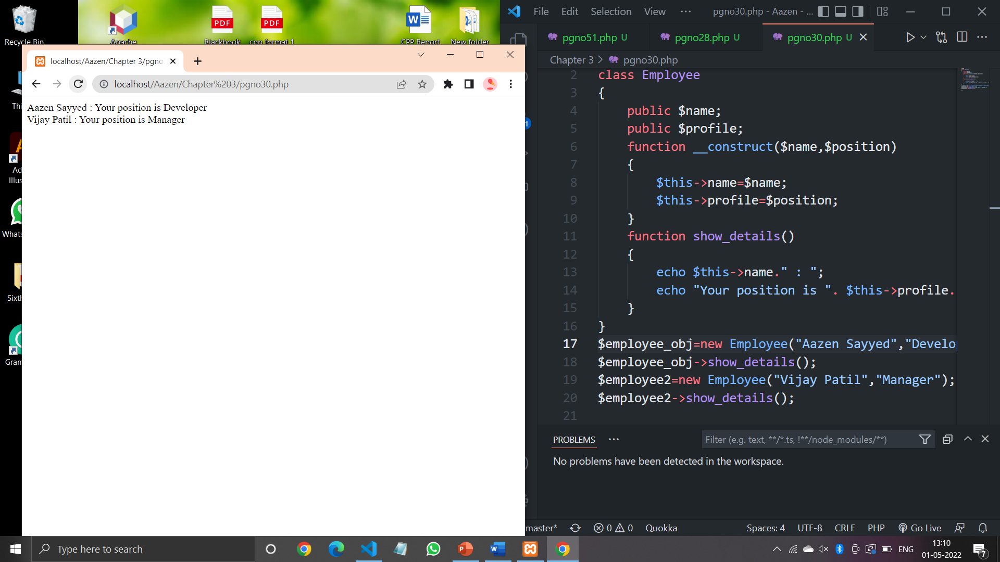 Recycle Bin
Apache
Blackbook
cpp format 1
CPP Report
New folder
WhatsA
localhost/Aazen/Chapter 3/pgno
localhost/Aazen/Chapter%203/pgno30.php
Aazen Sayyed : Your position is Developer
Vijay Patil : Your position is Manager
File Edit Selection View ··· pgno30.php - Aazen - ...
pgno51.php U pgno28.php U pgno30.php U
Chapter 3 > pgno30.php
2 class Employee
3 {
4 public $name;
5 public $profile;
6 function __construct($name,$position)
7 {
8 $this->name=$name;
9 $this->profile=$position;
10 }
11 function show_details()
12 {
13 echo $this->name." : ";
14 echo "Your position is ". $this->profile.
15 }
16 }
17 $employee_obj=new Employee("Aazen Sayyed","Develop
18 $employee_obj->show_details();
19 $employee2=new Employee("Vijay Patil","Manager");
20 $employee2->show_details();
21
PROBLEMS ···
Filter (e.g. text, **/*.ts, !**/node_modules/**)
No problems have been detected in the workspace.
master* 0 0 Quokka Spaces: 4 UTF-8 CRLF PHP Go Live
Type here to search
ENG
13:10
01-05-2022
7